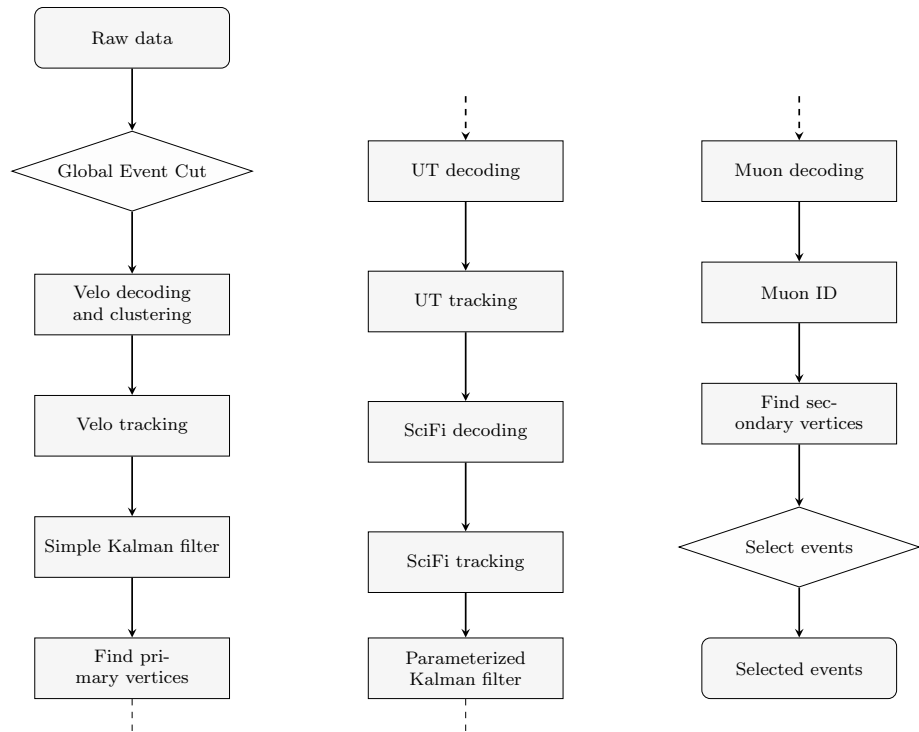 Raw data
Global Event Cut
Velo decoding
and clustering
Velo tracking
Simple Kalman filter
Find pri-
mary vertices
UT decoding
UT tracking
SciFi decoding
SciFi tracking
Parameterized
Kalman filter
Muon decoding
Muon ID
Find sec-
ondary vertices
Select events
Selected events